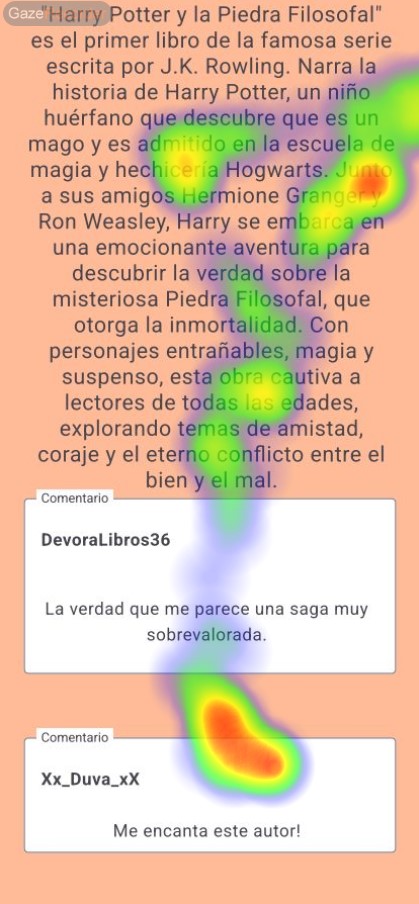 Gaze
"Harry Potter y la Piedra Filosofal"
es el primer libro de la famosa serie
escrita por J.K. Rowling. Narra la
historia de Harry Potter, un niño
huérfano que descubre que es un
mago y es admitido en la escuela de
magia y hechicería Hogwarts. Junto
a sus amigos Hermione Granger y
Ron Weasley, Harry se embarca en
una emocionante aventura para
descubrir la verdad sobre la
misteriosa Piedra Filosofal, que
otorga la inmortalidad. Con
personajes entrañables, magia y
suspenso, esta obra cautiva a
lectores de todas las edades,
explorando temas de amistad,
coraje y el eterno conflicto entre el
bien y el mal.
Comentario
DevoraLibros36
La verdad que me parece una saga muy
sobrevalorada.
Comentario
Xx_Duva_xX
Me encanta este autor!